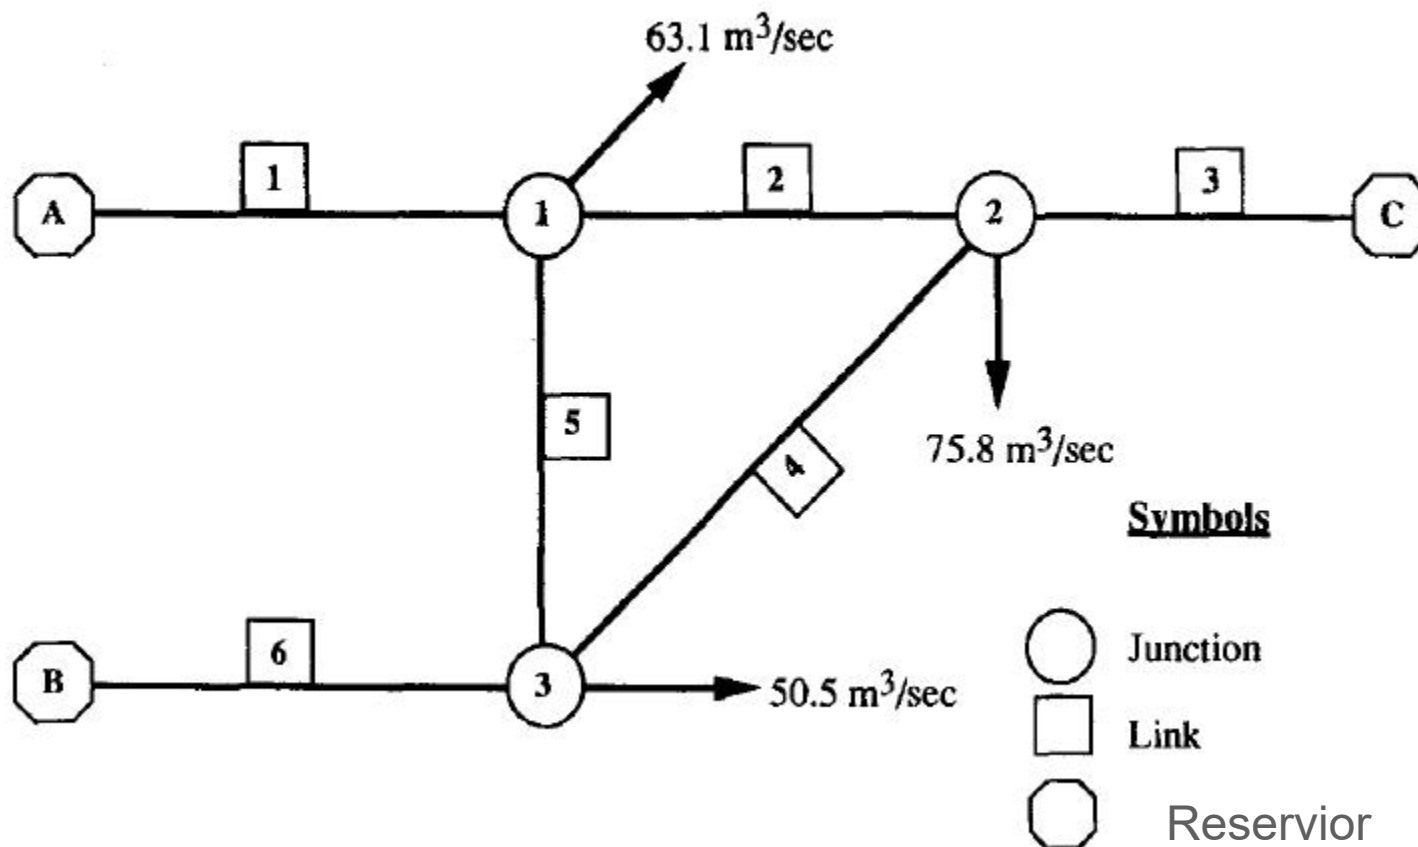 63.1 m³/sec
1
2
3
A
1
2
C
5
4
75.8 m³/sec
Symbols
6
B
3
50.5 m³/sec
Junction
Link
Reservior